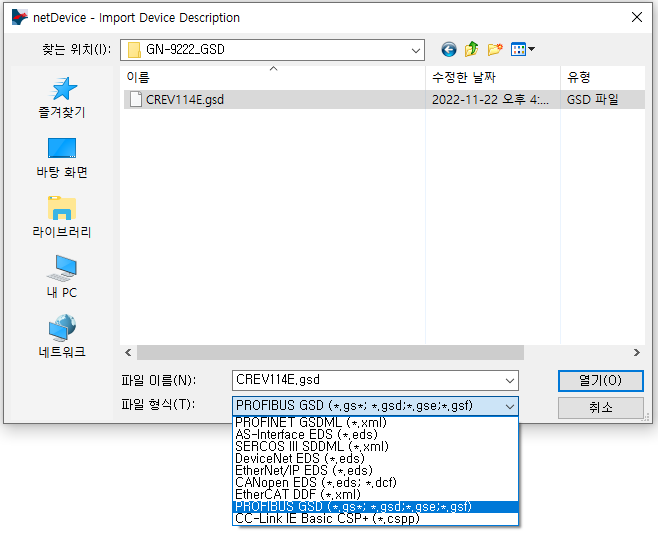 netDevice - Import Device Description
찾는 위치(I):
GN-9222_GSD
이름
수정한 날짜
유형
CREV114E.gsd
2022-11-22 오후 4:...
GSD 파일
즐겨찾기
바탕 화면
라이브러리
내 PC
네트워크
파일 이름(N):
CREV114E.gsd
열기(O)
파일 형식(T):
PROFIBUS GSD (*.gs*; *.gsd;*.gse;*.gsf)
취소
PROFINET GSDML (*.xml)
AS-Interface EDS (*.eds)
SERCOS III SDDML (*.xml)
DeviceNet EDS (*.eds)
EtherNet/IP EDS (*.eds)
CANopen EDS (*.eds; *.dcf)
EtherCAT DDF (*.xml)
PROFIBUS GSD (*.gs*; *.gsd;*.gse;*.gsf)
CC-Link IE Basic CSP+ (*.cspp)